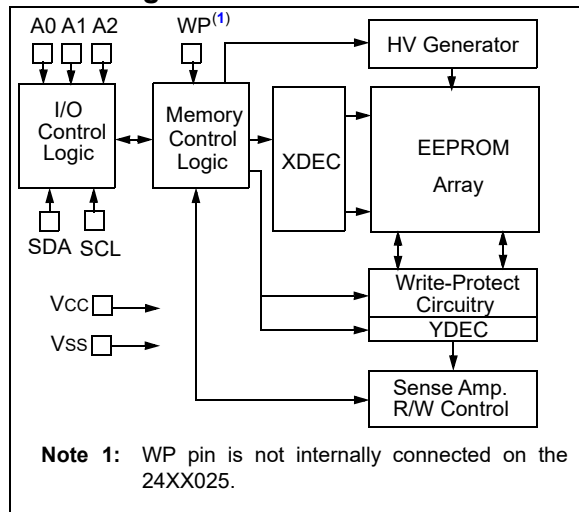 A0 A1 A2
WP(1)
HV Generator
I/O
Control
Logic
Memory
Control
Logic
XDEC
EEPROM
Array
SDA
SCL
Write-Protect
Circuitry
YDEC
VCC
VSS
Sense Amp.
R/W Control
Note 1: WP pin is not internally connected on the
24XX025.